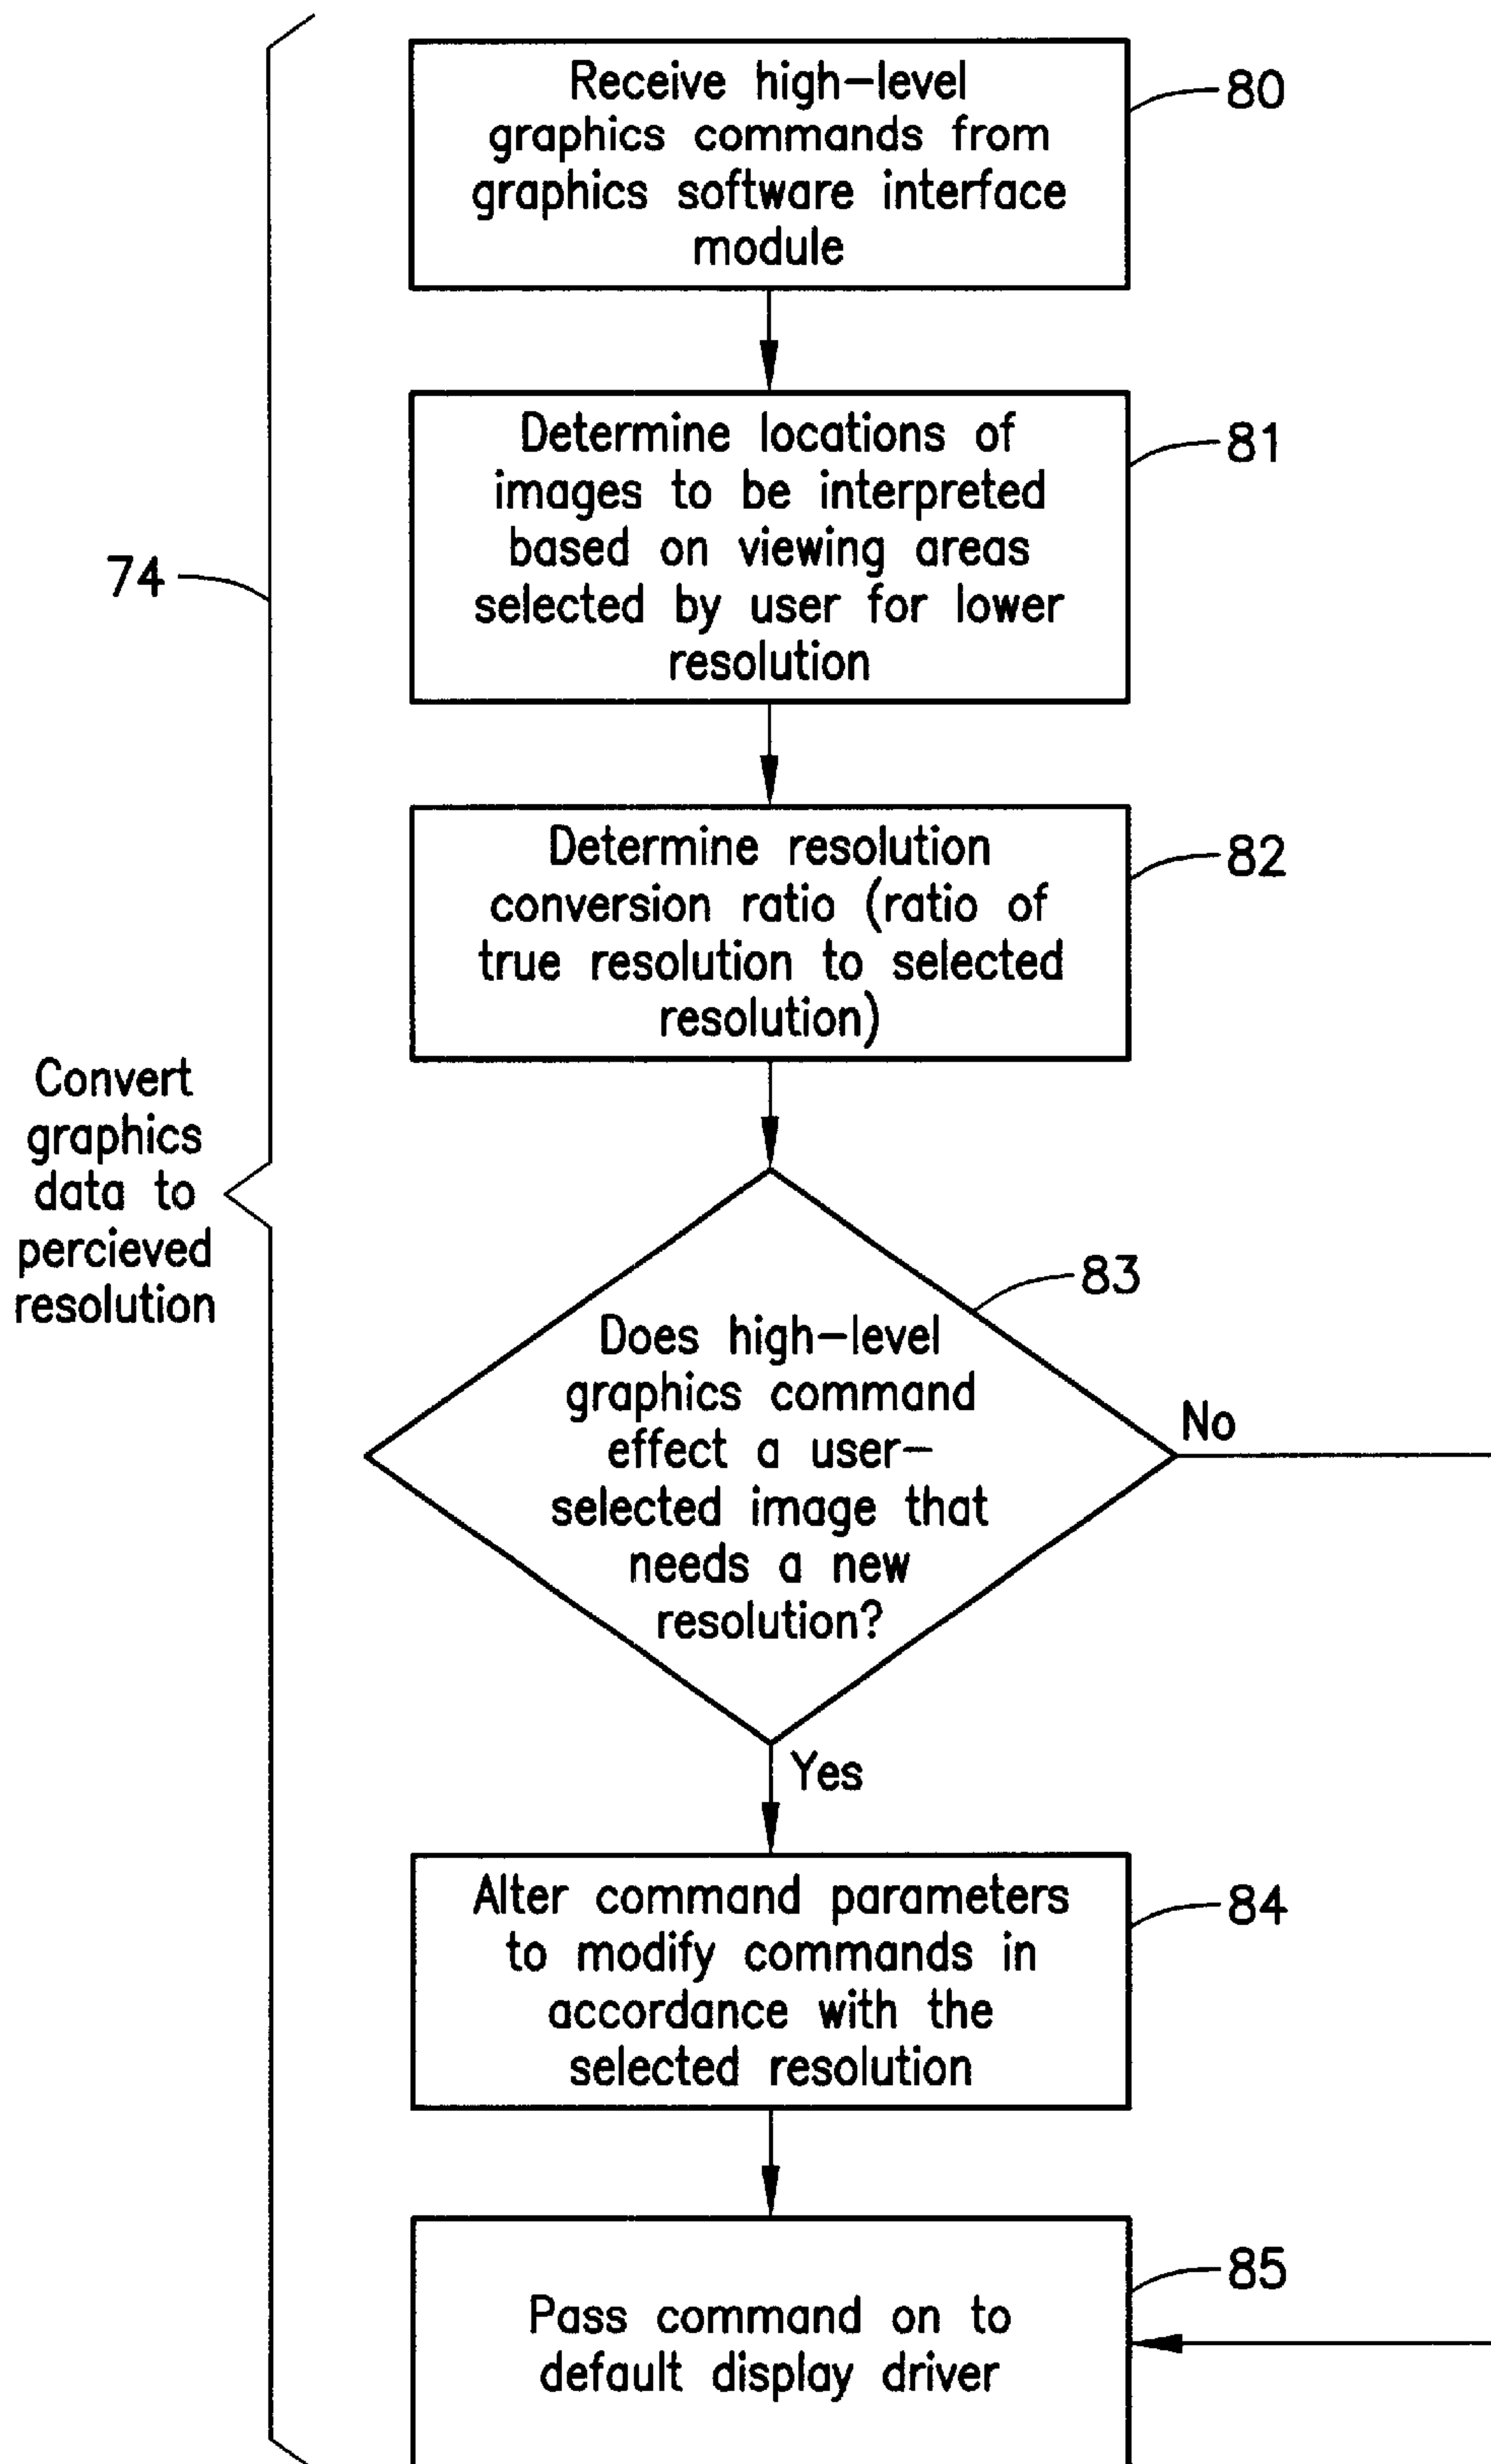 Receive high-level
graphics commands from
graphics software interface
module
80
Determine locations of
images to be interpreted
based on viewing areas
selected by user for lower
resolution
81
74
Determine resolution
conversion ratio (ratio of
true resolution to selected
resolution)
82
Convert
graphics
data to
percieved
resolution
83
Does high-level
graphics command
effect a user-
selected image that
needs a new
resolution?
No
Yes
Alter command parameters
to modify commands in
accordance with the
selected resolution
84
Pass command on to
default display driver
85